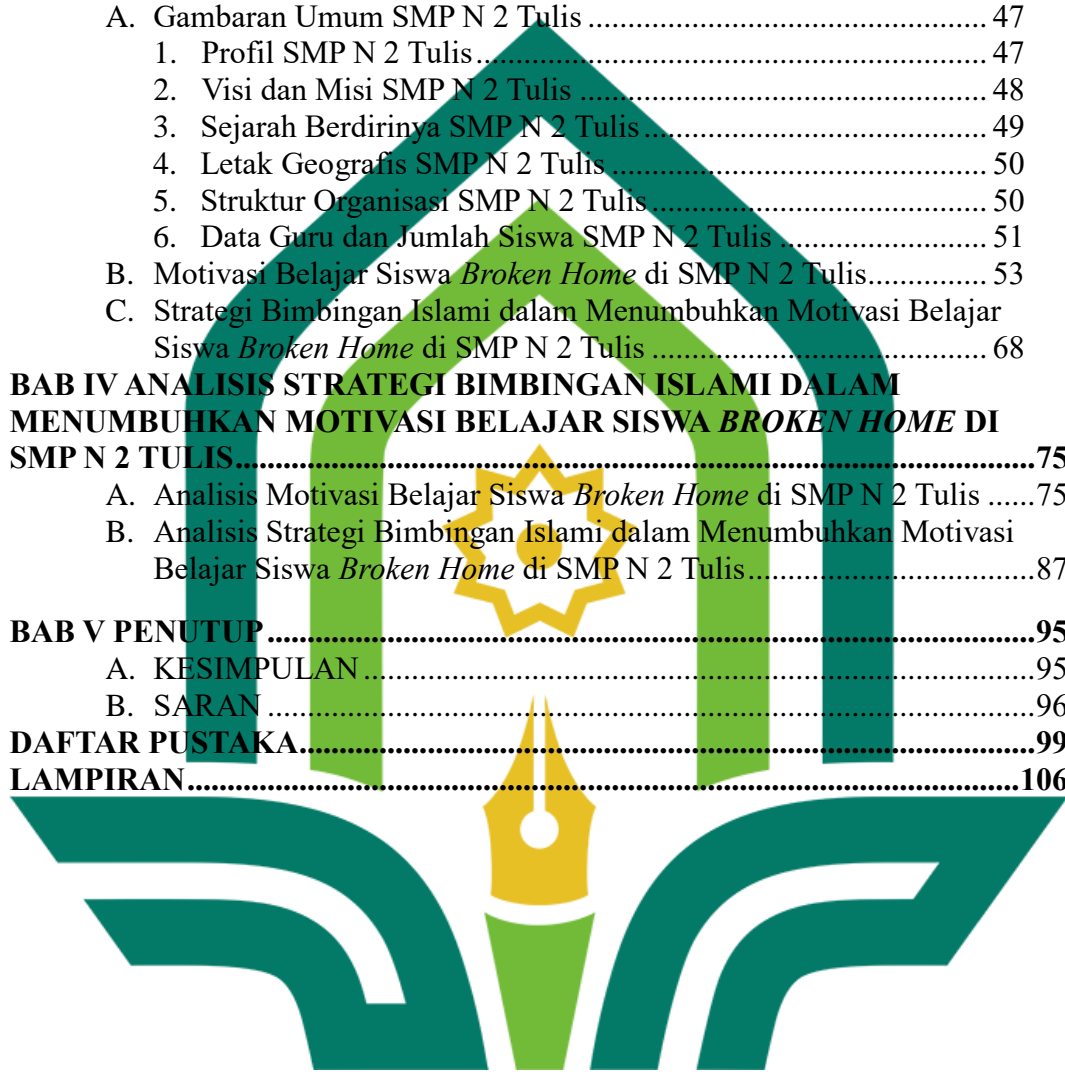 A. Gambaran Umum SMP N 2 Tulis ........................................................ 47
1. Profil SMP N 2 Tulis ........................................................................ 47
2. Visi dan Misi SMP N 2 Tulis ......................................................... 48
3. Sejarah Berdirinya SMP N 2 Tulis ................................................ 49
4. Letak Geografis SMP N 2 Tulis ..................................................... 50
5. Struktur Organisasi SMP N 2 Tulis ............................................... 50
6. Data Guru dan Jumlah Siswa SMP N 2 Tulis ............................. 51
B. Motivasi Belajar Siswa Broken Home di SMP N 2 Tulis ................. 53
C. Strategi Bimbingan Islami dalam Menumbuhkan Motivasi Belajar
Siswa Broken Home di SMP N 2 Tulis .............................................. 68
BAB IV ANALISIS STRATEGI BIMBINGAN ISLAMI DALAM
MENUMBUHKAN MOTIVASI BELAJAR SISWA BROKEN HOME DI
SMP N 2 TULIS ................................................................................................75
A. Analisis Motivasi Belajar Siswa Broken Home di SMP N 2 Tulis ......75
B. Analisis Strategi Bimbingan Islami dalam Menumbuhkan Motivasi
Belajar Siswa Broken Home di SMP N 2 Tulis ......................................87
BAB V PENUTUP .............................................................................................95
A. KESIMPULAN .....................................................................................95
B. SARAN .................................................................................................96
DAFTAR PUSTAKA .........................................................................................99
LAMPIRAN .....................................................................................................106